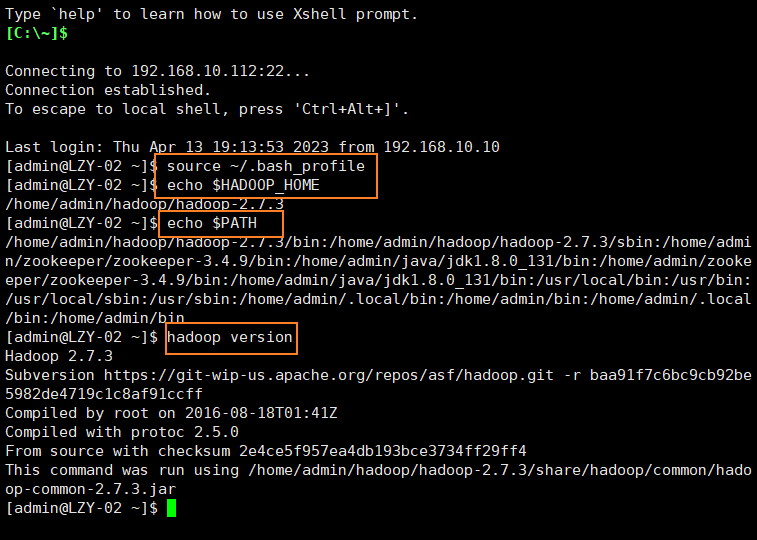 Type `help' to learn how to use Xshell prompt.
[C:\~]$
Connecting to 192.168.10.112:22...
Connection established.
To escape to local shell, press 'Ctrl+Alt+]'.
Last login: Thu Apr 13 19:13:53 2023 from 192.168.10.10
[admin@LZY-02 ~]$ source ~/.bash_profile
[admin@LZY-02 ~]$ echo $HADOOP_HOME
/home/admin/hadoop/hadoop-2.7.3
[admin@LZY-02 ~]$ echo $PATH
/home/admin/hadoop/hadoop-2.7.3/bin:/home/admin/hadoop/hadoop-2.7.3/sbin:/home/admi
n/zookeeper/zookeeper-3.4.9/bin:/home/admin/java/jdk1.8.0_131/bin:/home/admin/zooke
eper/zookeeper-3.4.9/bin:/home/admin/java/jdk1.8.0_131/bin:/usr/local/bin:/usr/bin:
/usr/local/sbin:/usr/sbin:/home/admin/.local/bin:/home/admin/bin:/home/admin/.local
/bin:/home/admin/bin
[admin@LZY-02 ~]$ hadoop version
Hadoop 2.7.3
Subversion https://git-wip-us.apache.org/repos/asf/hadoop.git -r baa91f7c6bc9cb92be
5982de4719c1c8af91ccff
Compiled by root on 2016-08-18T01:41Z
Compiled with protoc 2.5.0
From source with checksum 2e4ce5f957ea4db193bce3734ff29ff4
This command was run using /home/admin/hadoop/hadoop-2.7.3/share/hadoop/common/hado
op-common-2.7.3.jar
[admin@LZY-02 ~]$